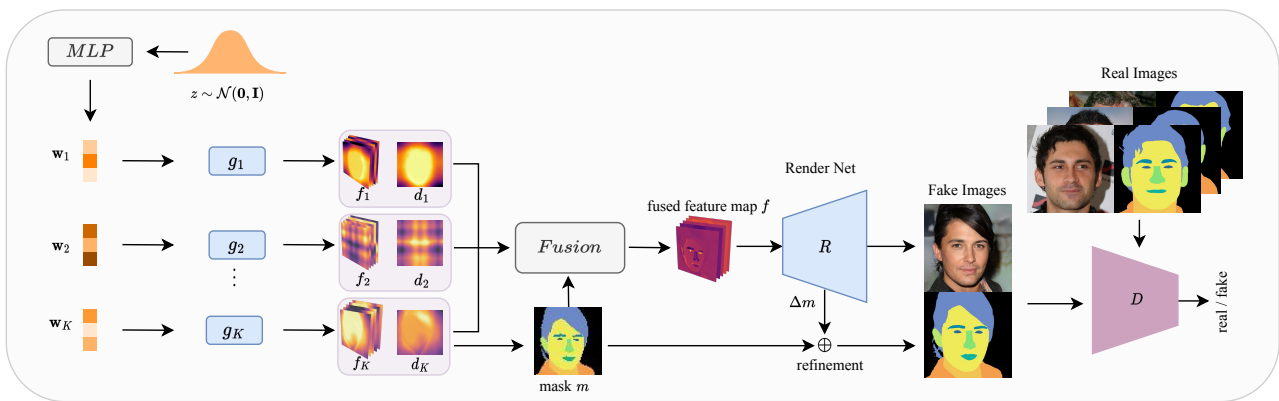 MLP
z ∼ 𝒩(𝟎, 𝐈)
Real Images
w₁
g₁
f₁ d₁
Render Net
Fake Images
w₂
g₂
⋮
f₂ d₂
Fusion
fused feature map f
R
Δm
D
real / fake
w_K
g_K
f_K d_K
mask m
⊕
refinement